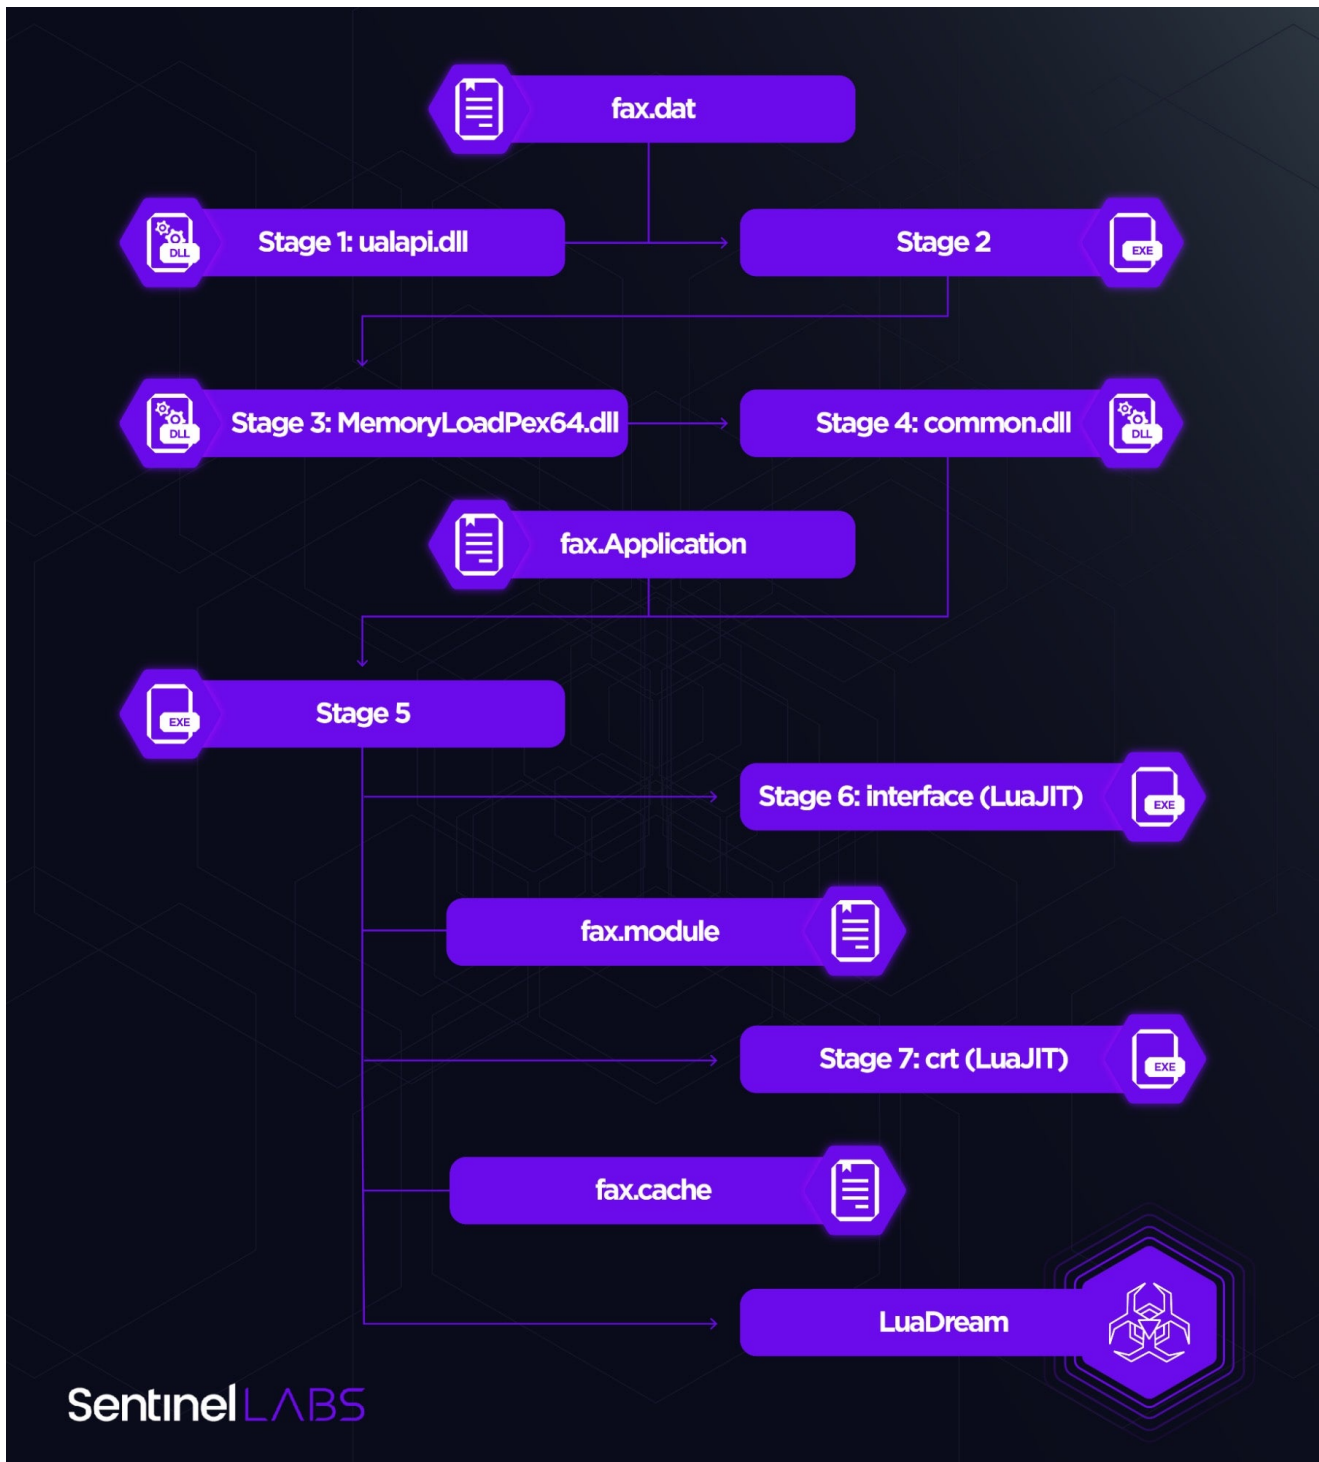 fax.dat
DLL
Stage 1: ualapi.dll
Stage 2
EXE
DLL
Stage 3: MemoryLoadPex64.dll
Stage 4: common.dll
DLL
fax.Application
EXE
Stage 5
Stage 6: interface (LuaJIT)
EXE
fax.module
Stage 7: crt (LuaJIT)
EXE
fax.cache
LuaDream
Sentinel LABS